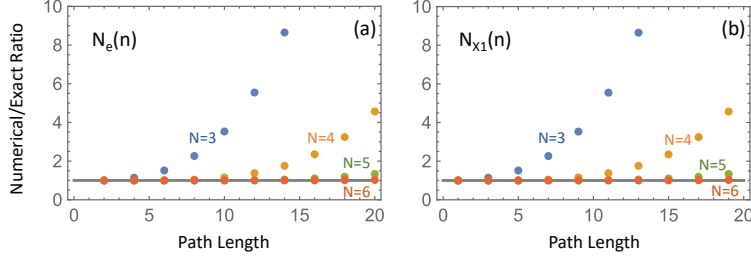 Numerical/Exact Ratio
10
8
6
4
2
0
N_e(n)
(a)
N=3
N=4
N=5
N=6
0 5 10 15 20
Path Length
10
8
6
4
2
0
N_X1(n)
(b)
N=3
N=4
N=5
N=6
0 5 10 15 20
Path Length